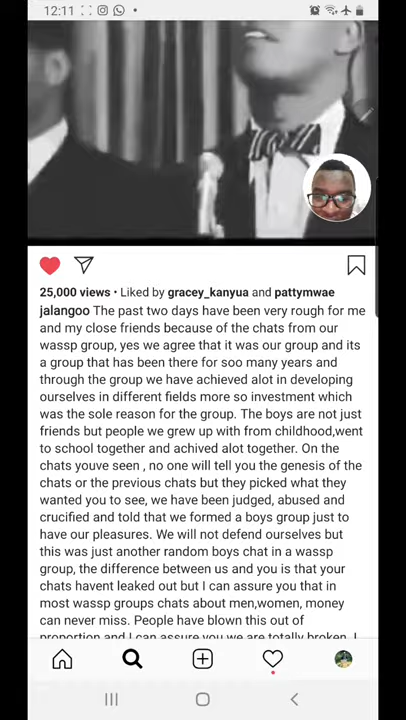 12:11
25,000 views • Liked by gracey_kanyua and pattymwae
jalangoo The past two days have been very rough for me
and my close friends because of the chats from our
wassp group, yes we agree that it was our group and its
a group that has been there for soo many years and
through the group we have achieved alot in developing
ourselves in different fields more so investment which
was the sole reason for the group. The boys are not just
friends but people we grew up with from childhood,went
to school together and achived alot together. On the
chats youve seen , no one will tell you the genesis of the
chats or the previous chats but they picked what they
wanted you to see, we have been judged, abused and
crucified and told that we formed a boys group just to
have our pleasures. We will not defend ourselves but
this was just another random boys chat in a wassp
group, the difference between us and you is that your
chats havent leaked out but I can assure you that in
most wassp groups chats about men,women, money
can never miss. People have blown this out of
proportion and I can assure you we are totally broken. I